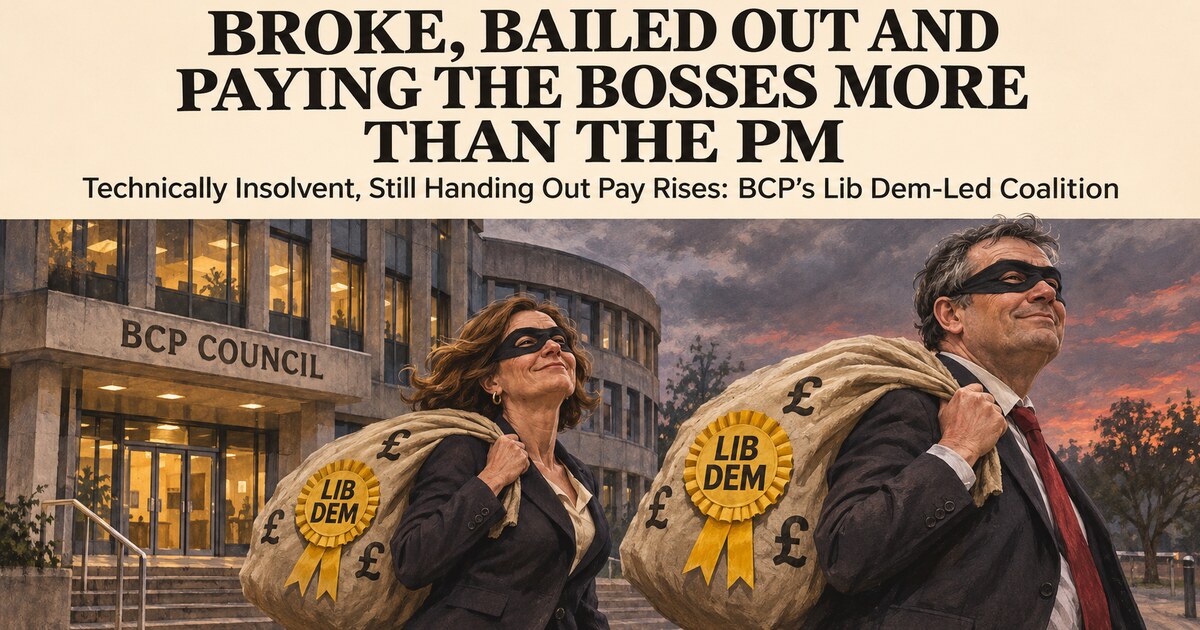 BROKE, BAILED OUT AND
PAYING THE BOSSES MORE
THAN THE PM
Technically Insolvent, Still Handing Out Pay Rises: BCP's Lib Dem-Led Coalition
BCP COUNCIL
£
LIB
DEM
£
£
£
LIB
DEM
£
£